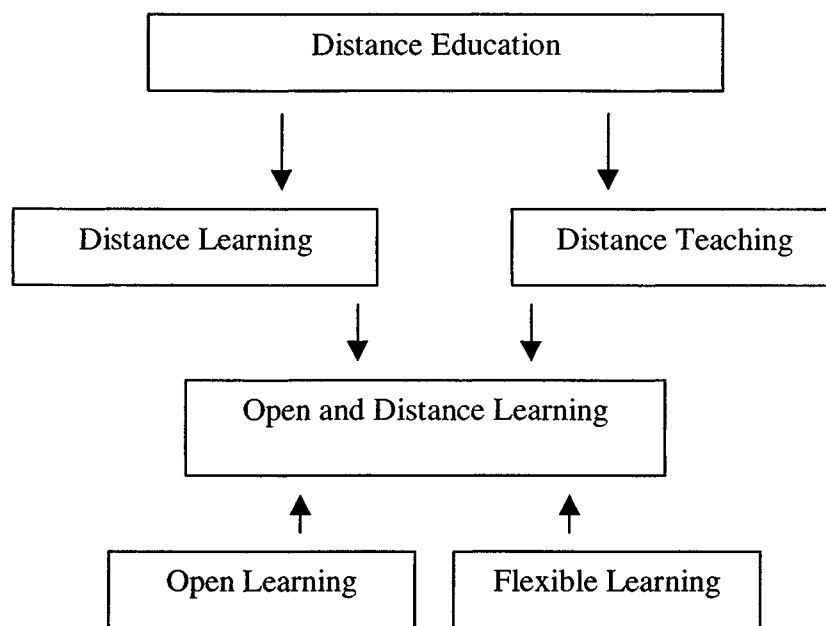 Distance Education
Distance Learning
Distance Teaching
Open and Distance Learning
Open Learning
Flexible Learning